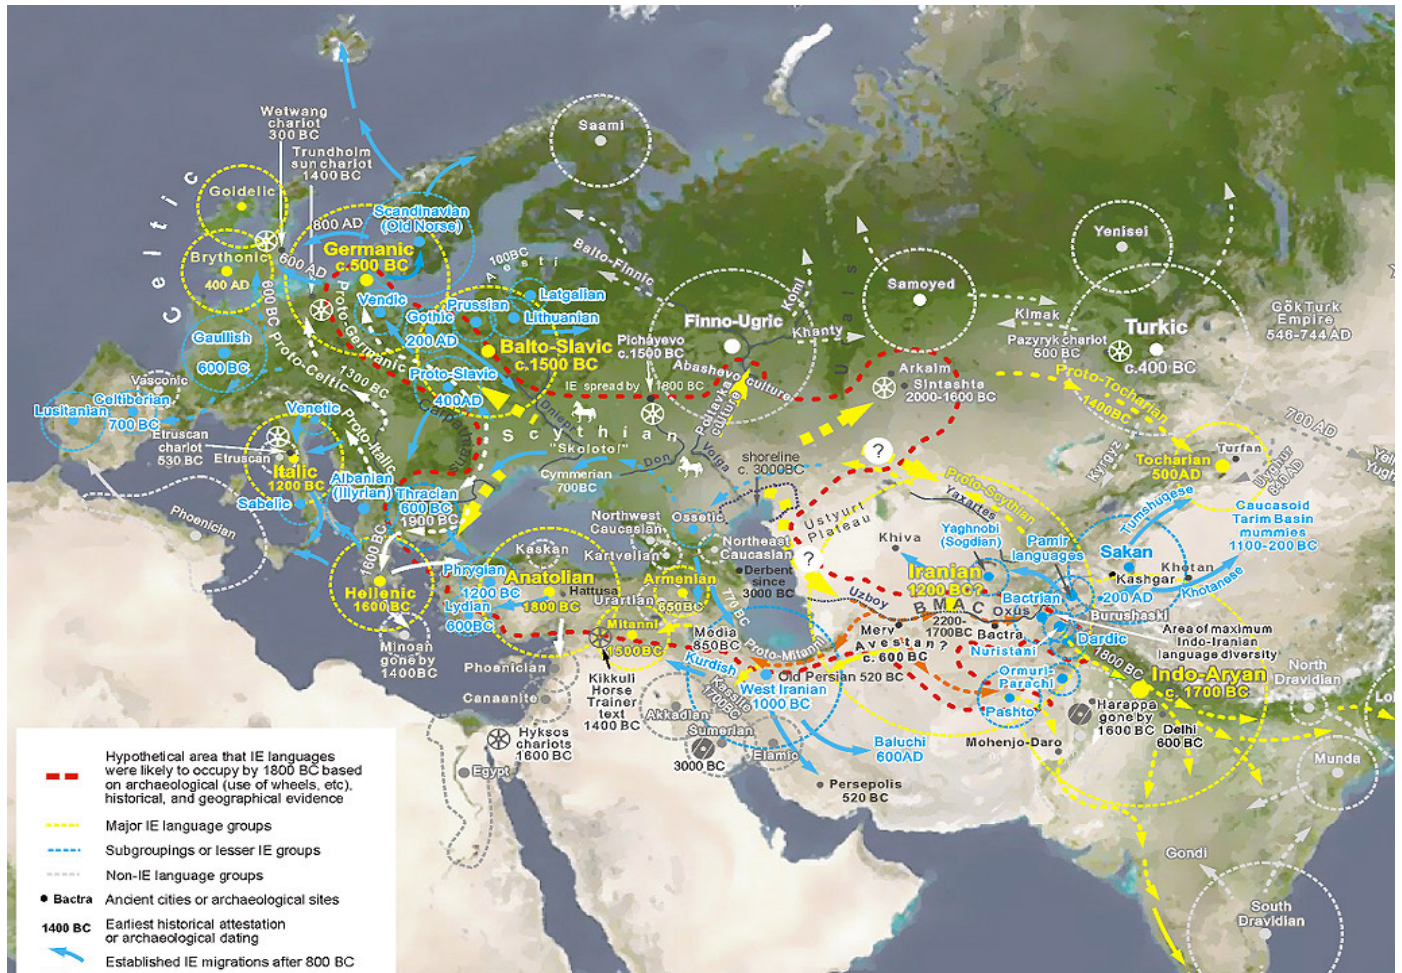 Wetwang
chariot
300 BC
Trundholm
sun chariot
1400 BC
Saami
Celtic
Goidelic
800 AD
Scandinavian
(Old Norse)
Germanic
c.500 BC
Brythonic
400 AD
600 AD
600 BC
Proto-Celtic
Proto-Germanic
1300 BC
Vendic
Gothic
200 AD
100BC
Aesti
Prussian
Latgalian
Lithuanian
Balto-Slavic
c.1500 BC
Balto-Finnic
Finno-Ugric
Komi
Khanty
Urals
Samoyed
Yenisei
Kimak
Turkic
c.400 BC
Pazyryk chariot
500 BC
GökTurk
Empire
546-744 AD
Gaulish
600 BC
Vasconic
Celtiberian
700 BC
Lusitanian
Etruscan
chariot
530 BC
Etruscan
Venetic
Italic
1200 BC
Sabelic
Proto-Italic
Albanian
(Illyrian)
Proto-Slavic
400AD
Carpathians
Thracian
600 BC
1900 BC
1600 BC
Pichayevo
c.1500 BC
IE spread by
1800 BC
Abashevo culture
Poltavka
culture
Arkaim
Sintashta
2000-1600 BC
Proto-Tocharian
1400BC
Kyrgyz
700 AD
Turfan
Tocharian
500AD
Uyghur
840AD
Scythian
"Skoloto!"
Dniepr
Don
Volga
Cymmerian
700BC
shoreline
c. 3000BC
?
Ustyurt
Plateau
Proto-Scythian
Yaxartes
Tumshuqese
Caucasoid
Tarim Basin
mummies
1100-200 BC
Phoenician
Northwest
Caucasian
Ossetic
Kartvelian
Northeast
Caucasian
Derbent
since
3000 BC
Khiva
Yaghnobi
(Sogdian)
Pamir
languages
Sakan
Kashgar
200 AD
Khotan
Khotanese
Kaskan
Phrygian
1200 BC
Anatolian
1800 BC
Hattusa
Armenian
650BC
Urartian
Lydian
600BC
Hellenic
1600BC
Minoan
gone by
1400BC
Mitanni
1500BC
770 BC
Media
850BC
Proto-Mitanni
?
Uzboy
Iranian
1200 BC?
BMAC
2200-
1700BC
Oxus
Bactrian
Bactra
Burushaski
Merv
Avestan?
c. 600 BC
Nuristani
Dardic
Area of maximum
Indo-Iranian
language diversity
1800 BC
Indo-Aryan
c. 1700 BC
North
Dravidian
Phoenician
Canaanite
Kikkuli
Horse
Trainer
text
1400 BC
Kurdish
Kassite
1700BC
Akkadian
Sumerian
3000 BC
Elamic
Old Persian 520 BC
West Iranian
1000 BC
Baluchi
600AD
Persepolis
520 BC
Ormuri-
Parachi
Pashto
Mohenjo-Daro
Harappa
gone by
1600 BC
Delhi
600 BC
Munda
Gondi
South
Dravidian
Hyksos
chariots
1600 BC
Egypt
Hypothetical area that IE languages
were likely to occupy by 1800 BC based
on archaeological (use of wheels, etc),
historical, and geographical evidence
Major IE language groups
Subgroupings or lesser IE groups
Non-IE language groups
Bactra Ancient cities or archaeological sites
1400 BC Earliest historical attestation
or archaeological dating
Established IE migrations after 800 BC